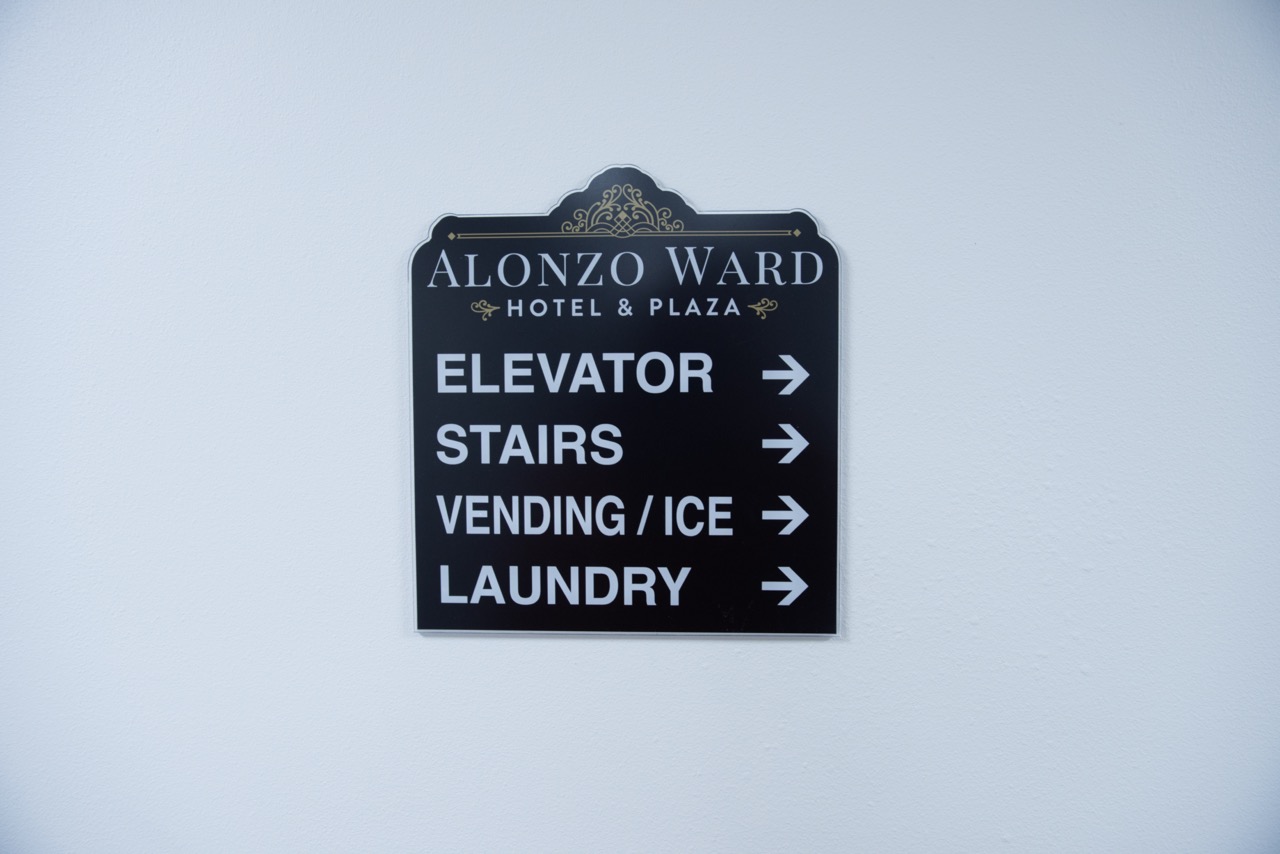 ALONZO WARD
HOTEL & PLAZA
ELEVATOR →
STAIRS →
VENDING / ICE →
LAUNDRY →